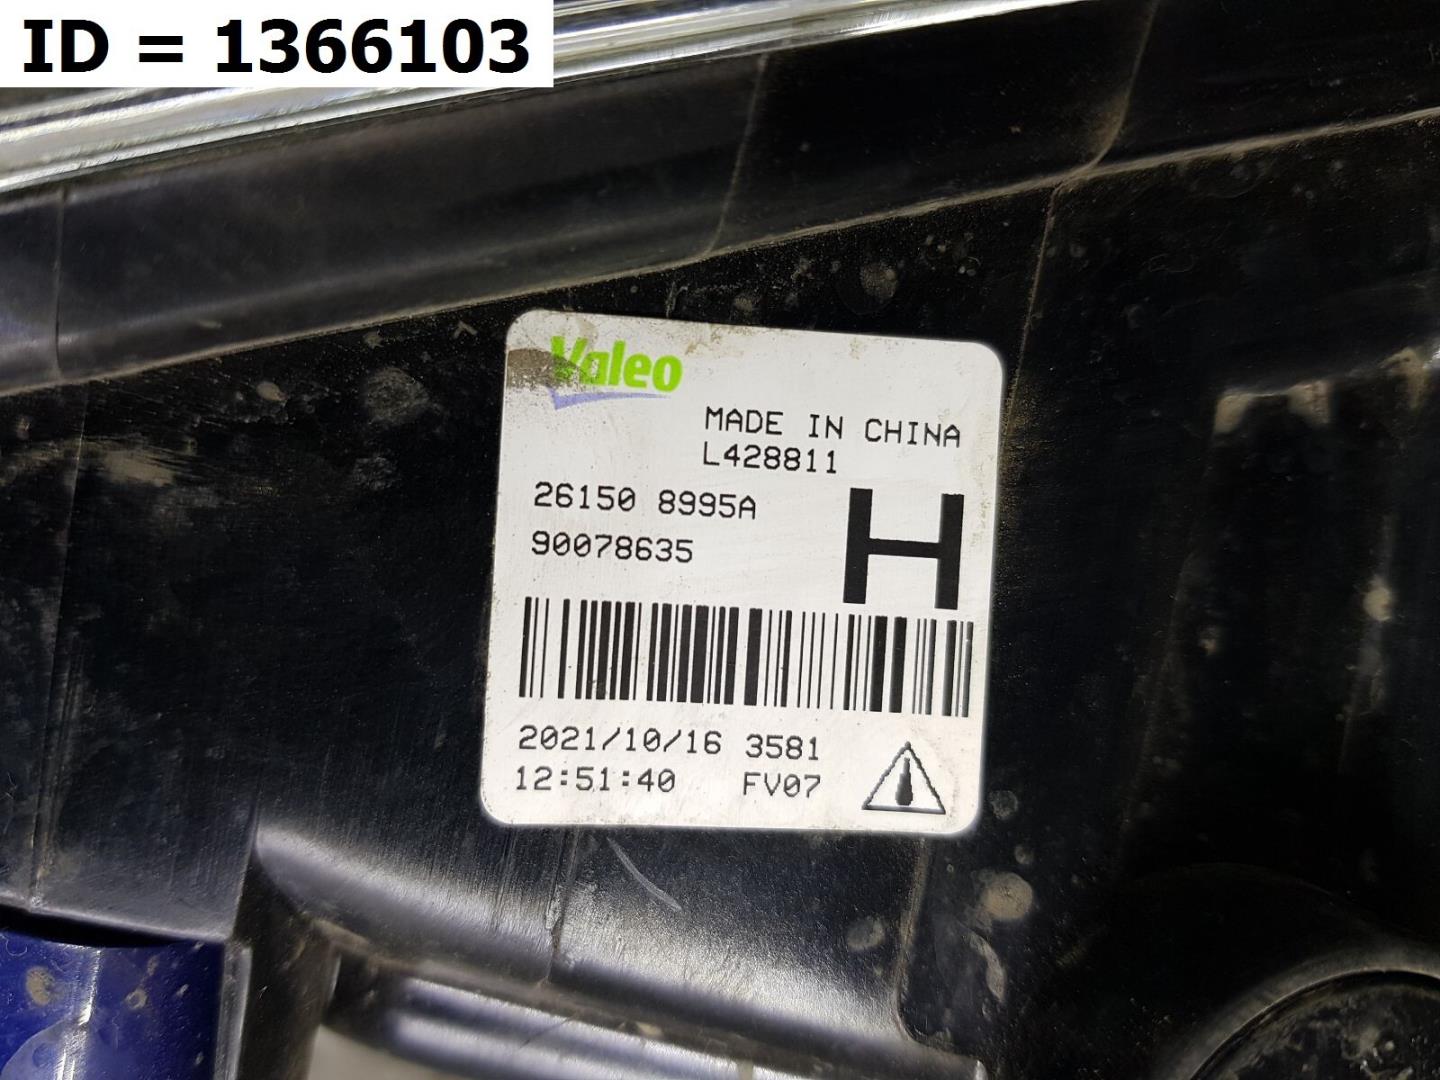 ID = 1366103
Valeo
MADE IN CHINA
L428811
26150 8995A
90078635
H
2021/10/16 3581
12:51:40 FV07